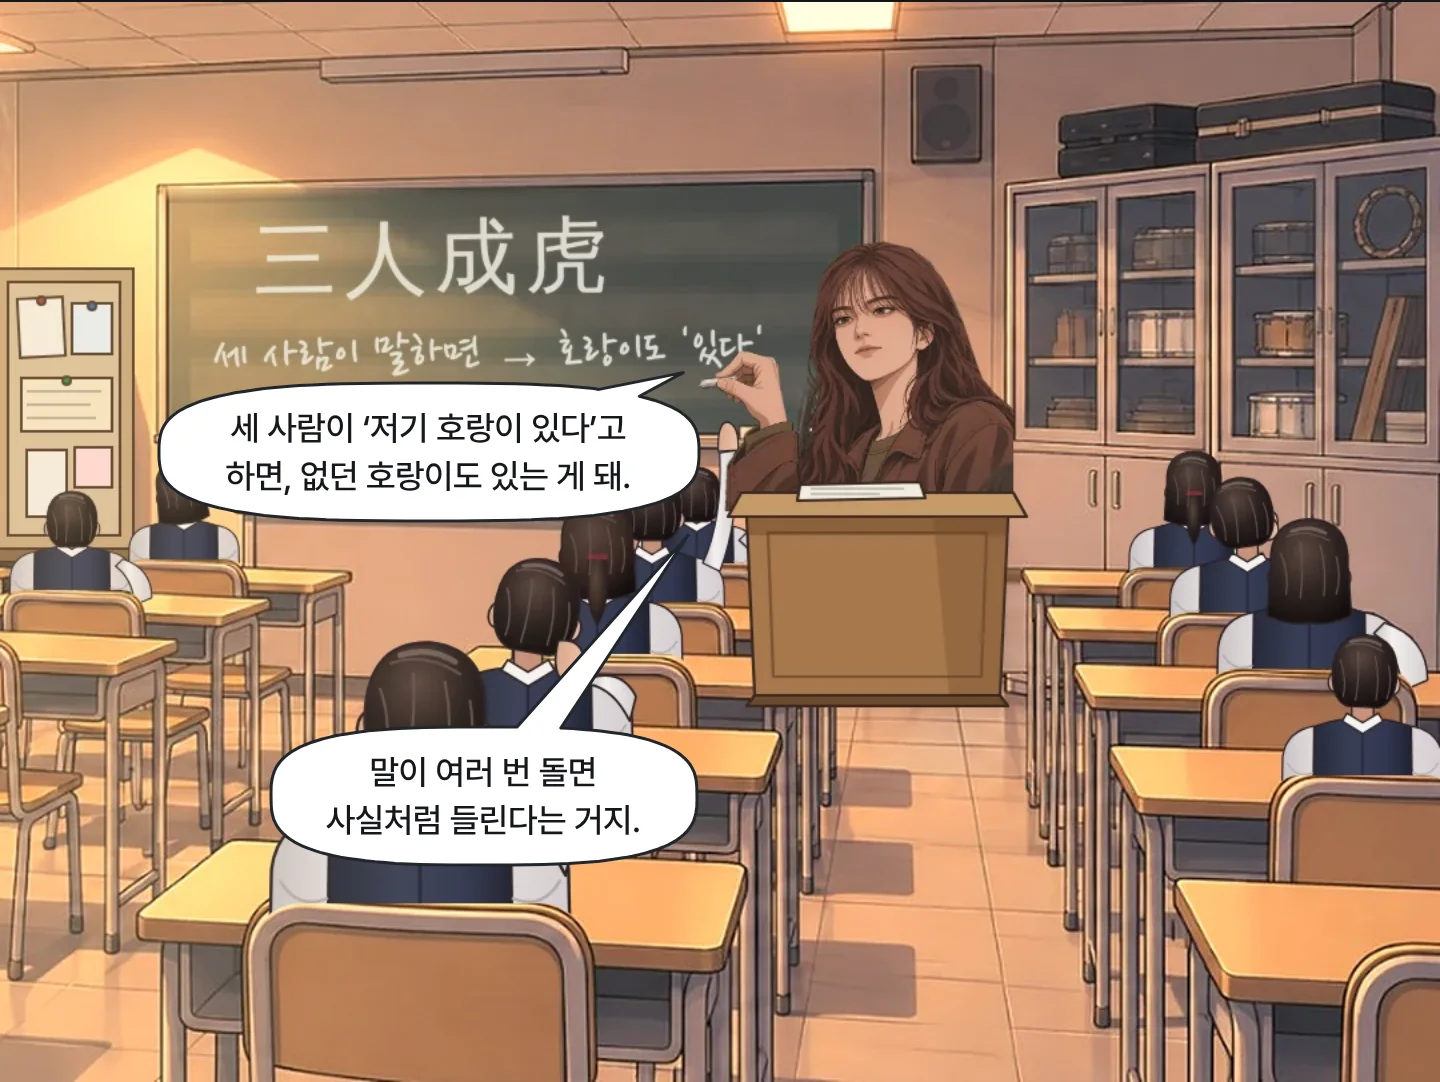 三人成虎
세 사람이 말하면 → 호랑이도 '있다'
세 사람이 ‘저기 호랑이 있다’고
하면, 없던 호랑이도 있는 게 돼.
말이 여러 번 돌면
사실처럼 들린다는 거지.